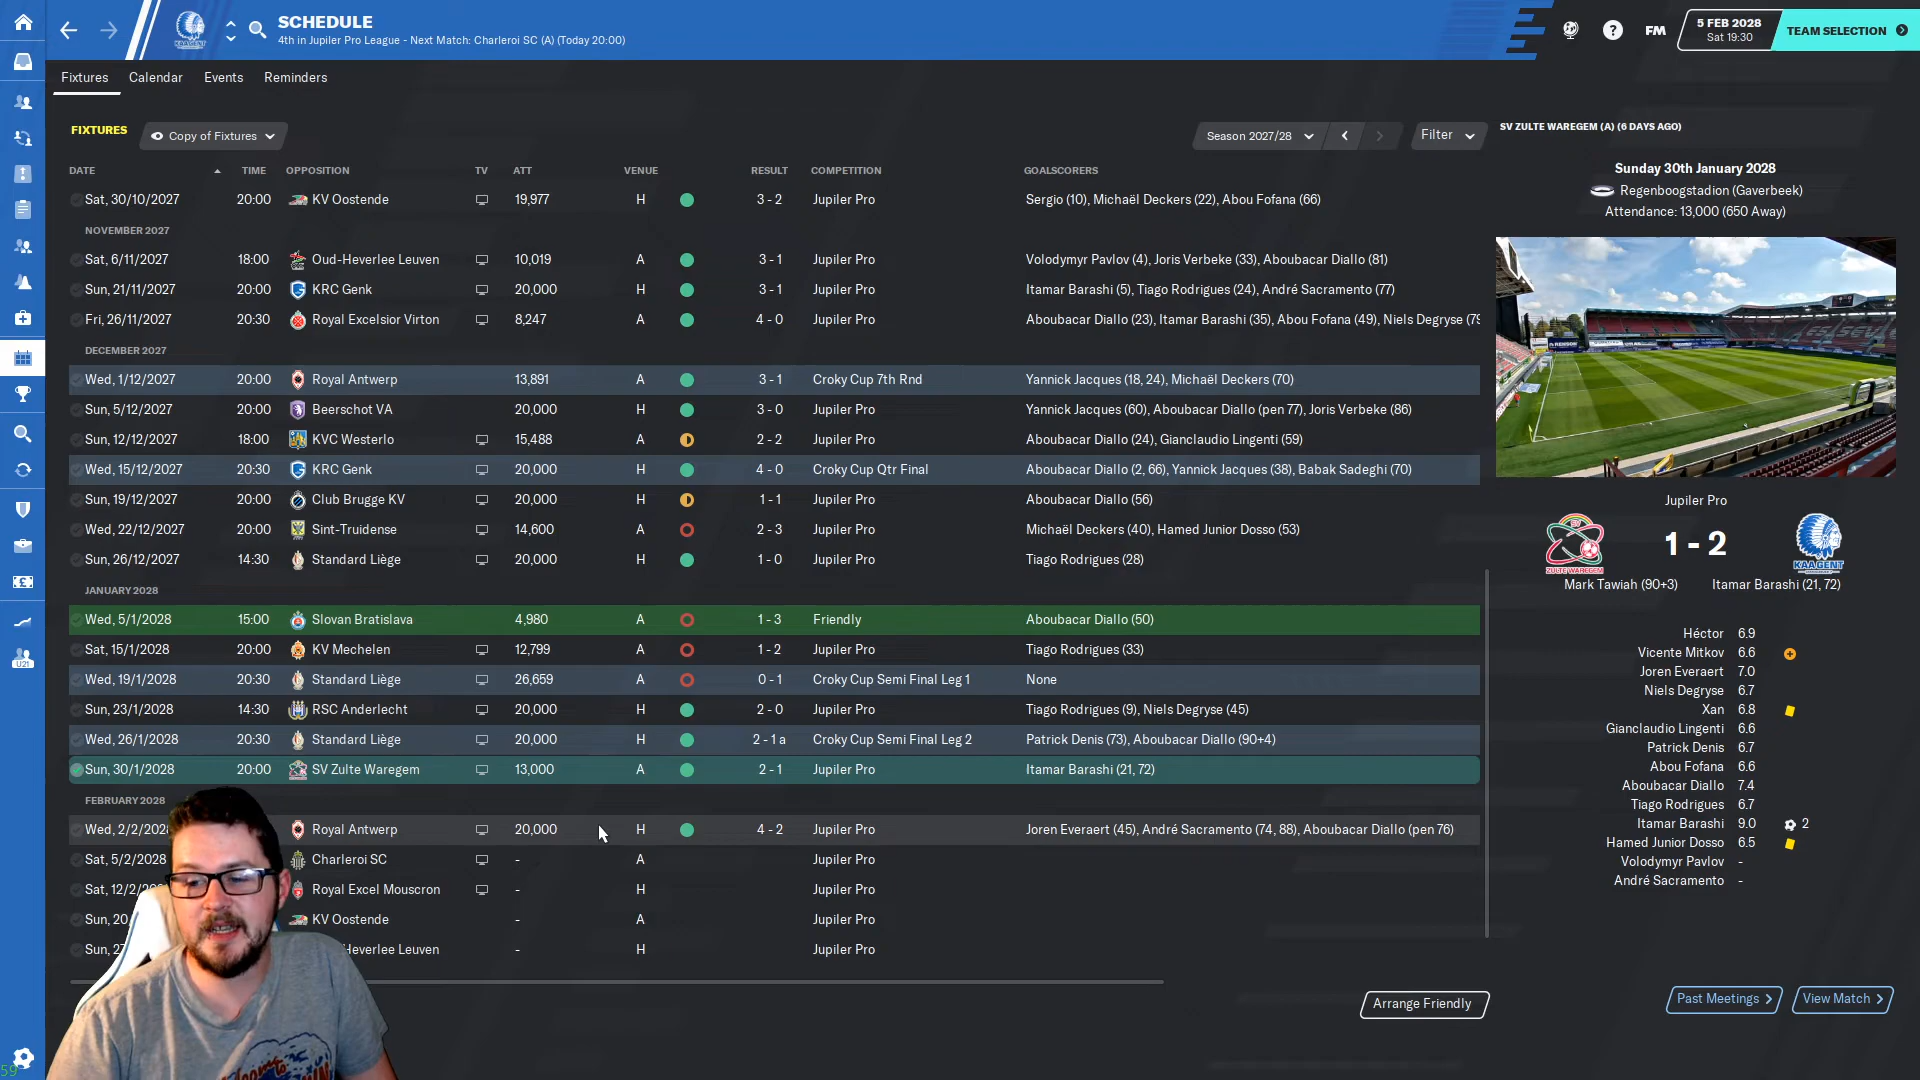 SCHEDULE
4th in Jupiler Pro League - Next Match: Charleroi SC (A) (Today 20:00)
FM
5 FEB 2028
Sat 19:30
TEAM SELECTION
Fixtures Calendar Events Reminders
FIXTURES
Copy of Fixtures
Season 2027/28
Filter
DATE TIME OPPOSITION TV ATT VENUE RESULT COMPETITION GOALSCORERS
Sat, 30/10/2027 20:00 KV Oostende 19,977 H 3 - 2 Jupiler Pro Sergio (10), Michaël Deckers (22), Abou Fofana (66)
NOVEMBER 2027
Sat, 6/11/2027 18:00 Oud-Heverlee Leuven 10,019 A 3 - 1 Jupiler Pro Volodymyr Pavlov (4), Joris Verbeke (33), Aboubacar Diallo (81)
Sun, 21/11/2027 20:00 KRC Genk 20,000 H 3 - 1 Jupiler Pro Itamar Barashi (5), Tiago Rodrigues (24), André Sacramento (77)
Fri, 26/11/2027 20:30 Royal Excelsior Virton 8,247 A 4 - 0 Jupiler Pro Aboubacar Diallo (23), Itamar Barashi (35), Abou Fofana (49), Niels Degryse (79
DECEMBER 2027
Wed, 1/12/2027 20:00 Royal Antwerp 13,891 A 3 - 1 Croky Cup 7th Rnd Yannick Jacques (18, 24), Michaël Deckers (70)
Sun, 5/12/2027 20:00 Beerschot VA 20,000 H 3 - 0 Jupiler Pro Yannick Jacques (60), Aboubacar Diallo (pen 77), Joris Verbeke (86)
Sun, 12/12/2027 18:00 KVC Westerlo 15,488 A 2 - 2 Jupiler Pro Aboubacar Diallo (24), Gianclaudio Lingenti (59)
Wed, 15/12/2027 20:30 KRC Genk 20,000 H 4 - 0 Croky Cup Qtr Final Aboubacar Diallo (2, 66), Yannick Jacques (38), Babak Sadeghi (70)
Sun, 19/12/2027 20:00 Club Brugge KV 20,000 H 1 - 1 Jupiler Pro Aboubacar Diallo (56)
Wed, 22/12/2027 20:00 Sint-Truidense 14,600 A 2 - 3 Jupiler Pro Michaël Deckers (40), Hamed Junior Dosso (53)
Sun, 26/12/2027 14:30 Standard Liège 20,000 H 1 - 0 Jupiler Pro Tiago Rodrigues (28)
JANUARY 2028
Wed, 5/1/2028 15:00 Slovan Bratislava 4,980 A 1 - 3 Friendly Aboubacar Diallo (50)
Sat, 15/1/2028 20:00 KV Mechelen 12,799 A 1 - 2 Jupiler Pro Tiago Rodrigues (33)
Wed, 19/1/2028 20:30 Standard Liège 26,659 A 0 - 1 Croky Cup Semi Final Leg 1 None
Sun, 23/1/2028 14:30 RSC Anderlecht 20,000 H 2 - 0 Jupiler Pro Tiago Rodrigues (9), Niels Degryse (45)
Wed, 26/1/2028 20:30 Standard Liège 20,000 H 2 - 1 a Croky Cup Semi Final Leg 2 Patrick Denis (73), Aboubacar Diallo (90+4)
Sun, 30/1/2028 20:00 SV Zulte Waregem 13,000 A 2 - 1 Jupiler Pro Itamar Barashi (21, 72)
FEBRUARY 2028
Wed, 2/2/202 Royal Antwerp 20,000 H 4 - 2 Jupiler Pro Joren Everaert (45), André Sacramento (74, 88), Aboubacar Diallo (pen 76)
Sat, 5/2/2028 Charleroi SC - A Jupiler Pro
Sat, 12/2/ Royal Excel Mouscron - H Jupiler Pro
Sun, 20 KV Oostende - A Jupiler Pro
Sun, 27 Heverlee Leuven - H Jupiler Pro
Arrange Friendly
SV ZULTE WAREGEM (A) (6 DAYS AGO)
Sunday 30th January 2028
Regenboogstadion (Gaverbeek)
Attendance: 13,000 (650 Away)
Jupiler Pro
1 - 2
ZULTE WAREGEM
KAA GENT
Mark Tawiah (90+3) Itamar Barashi (21, 72)
Héctor 6.9
Vicente Mitkov 6.6
Joren Everaert 7.0
Niels Degryse 6.7
Xan 6.8
Gianclaudio Lingenti 6.6
Patrick Denis 6.7
Abou Fofana 6.6
Aboubacar Diallo 7.4
Tiago Rodrigues 6.7
Itamar Barashi 9.0 2
Hamed Junior Dosso 6.5
Volodymyr Pavlov -
André Sacramento -
Past Meetings
View Match
U21
59